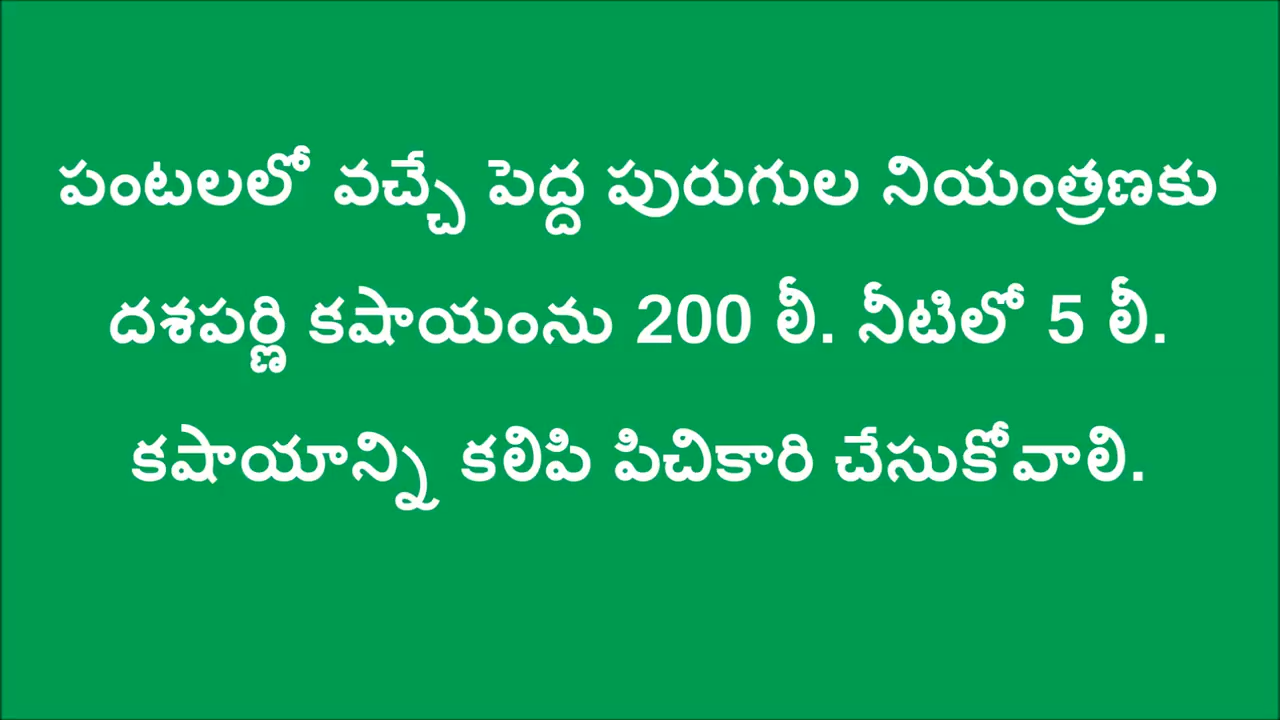 పంటలలో వచ్చే పెద్ద పురుగుల నియంత్రణకు
దశపర్ణి కషాయంను 200 లీ. నీటిలో 5 లీ.
కషాయాన్ని కలిపి పిచికారి చేసుకోవాలి.